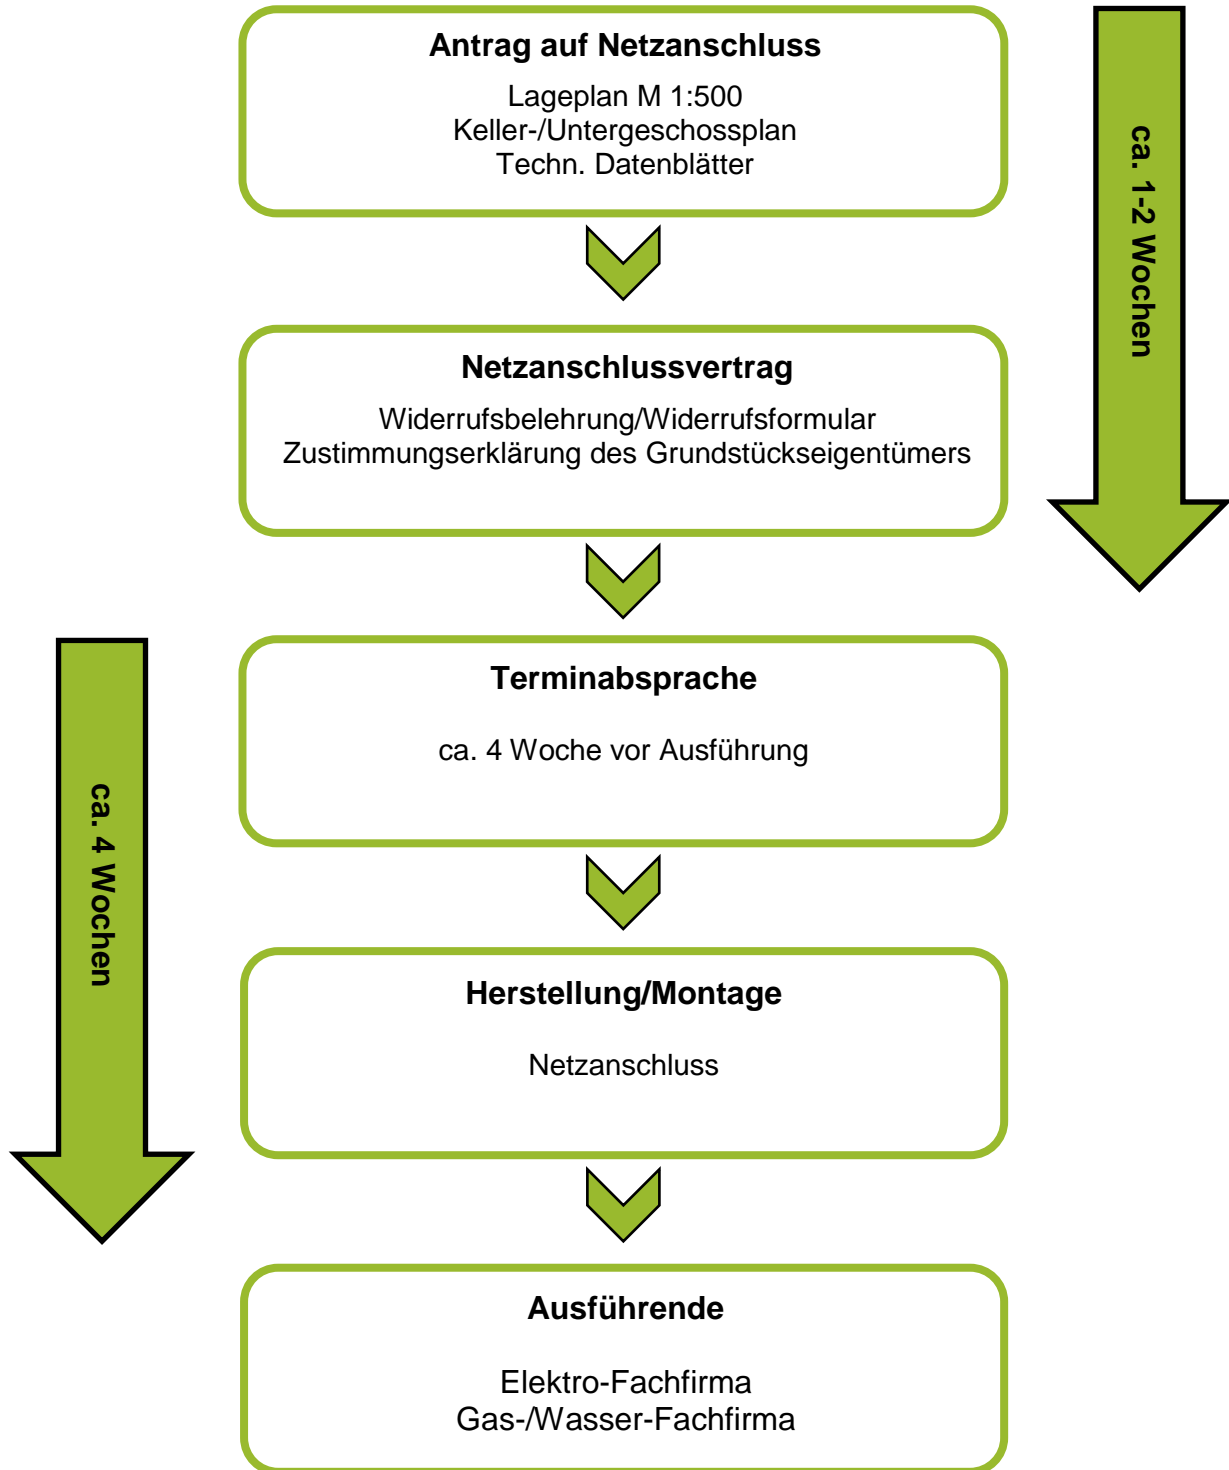 Antrag auf Netzanschluss
Lageplan M 1:500
Keller-/Untergeschossplan
Techn. Datenblätter
ca. 1-2 Wochen
Netzanschlussvertrag
Widerrufsbelehrung/Widerrufsformular
Zustimmungserklärung des Grundstückseigentümers
Terminabsprache
ca. 4 Woche vor Ausführung
ca. 4 Wochen
Herstellung/Montage
Netzanschluss
Ausführende
Elektro-Fachfirma
Gas-/Wasser-Fachfirma